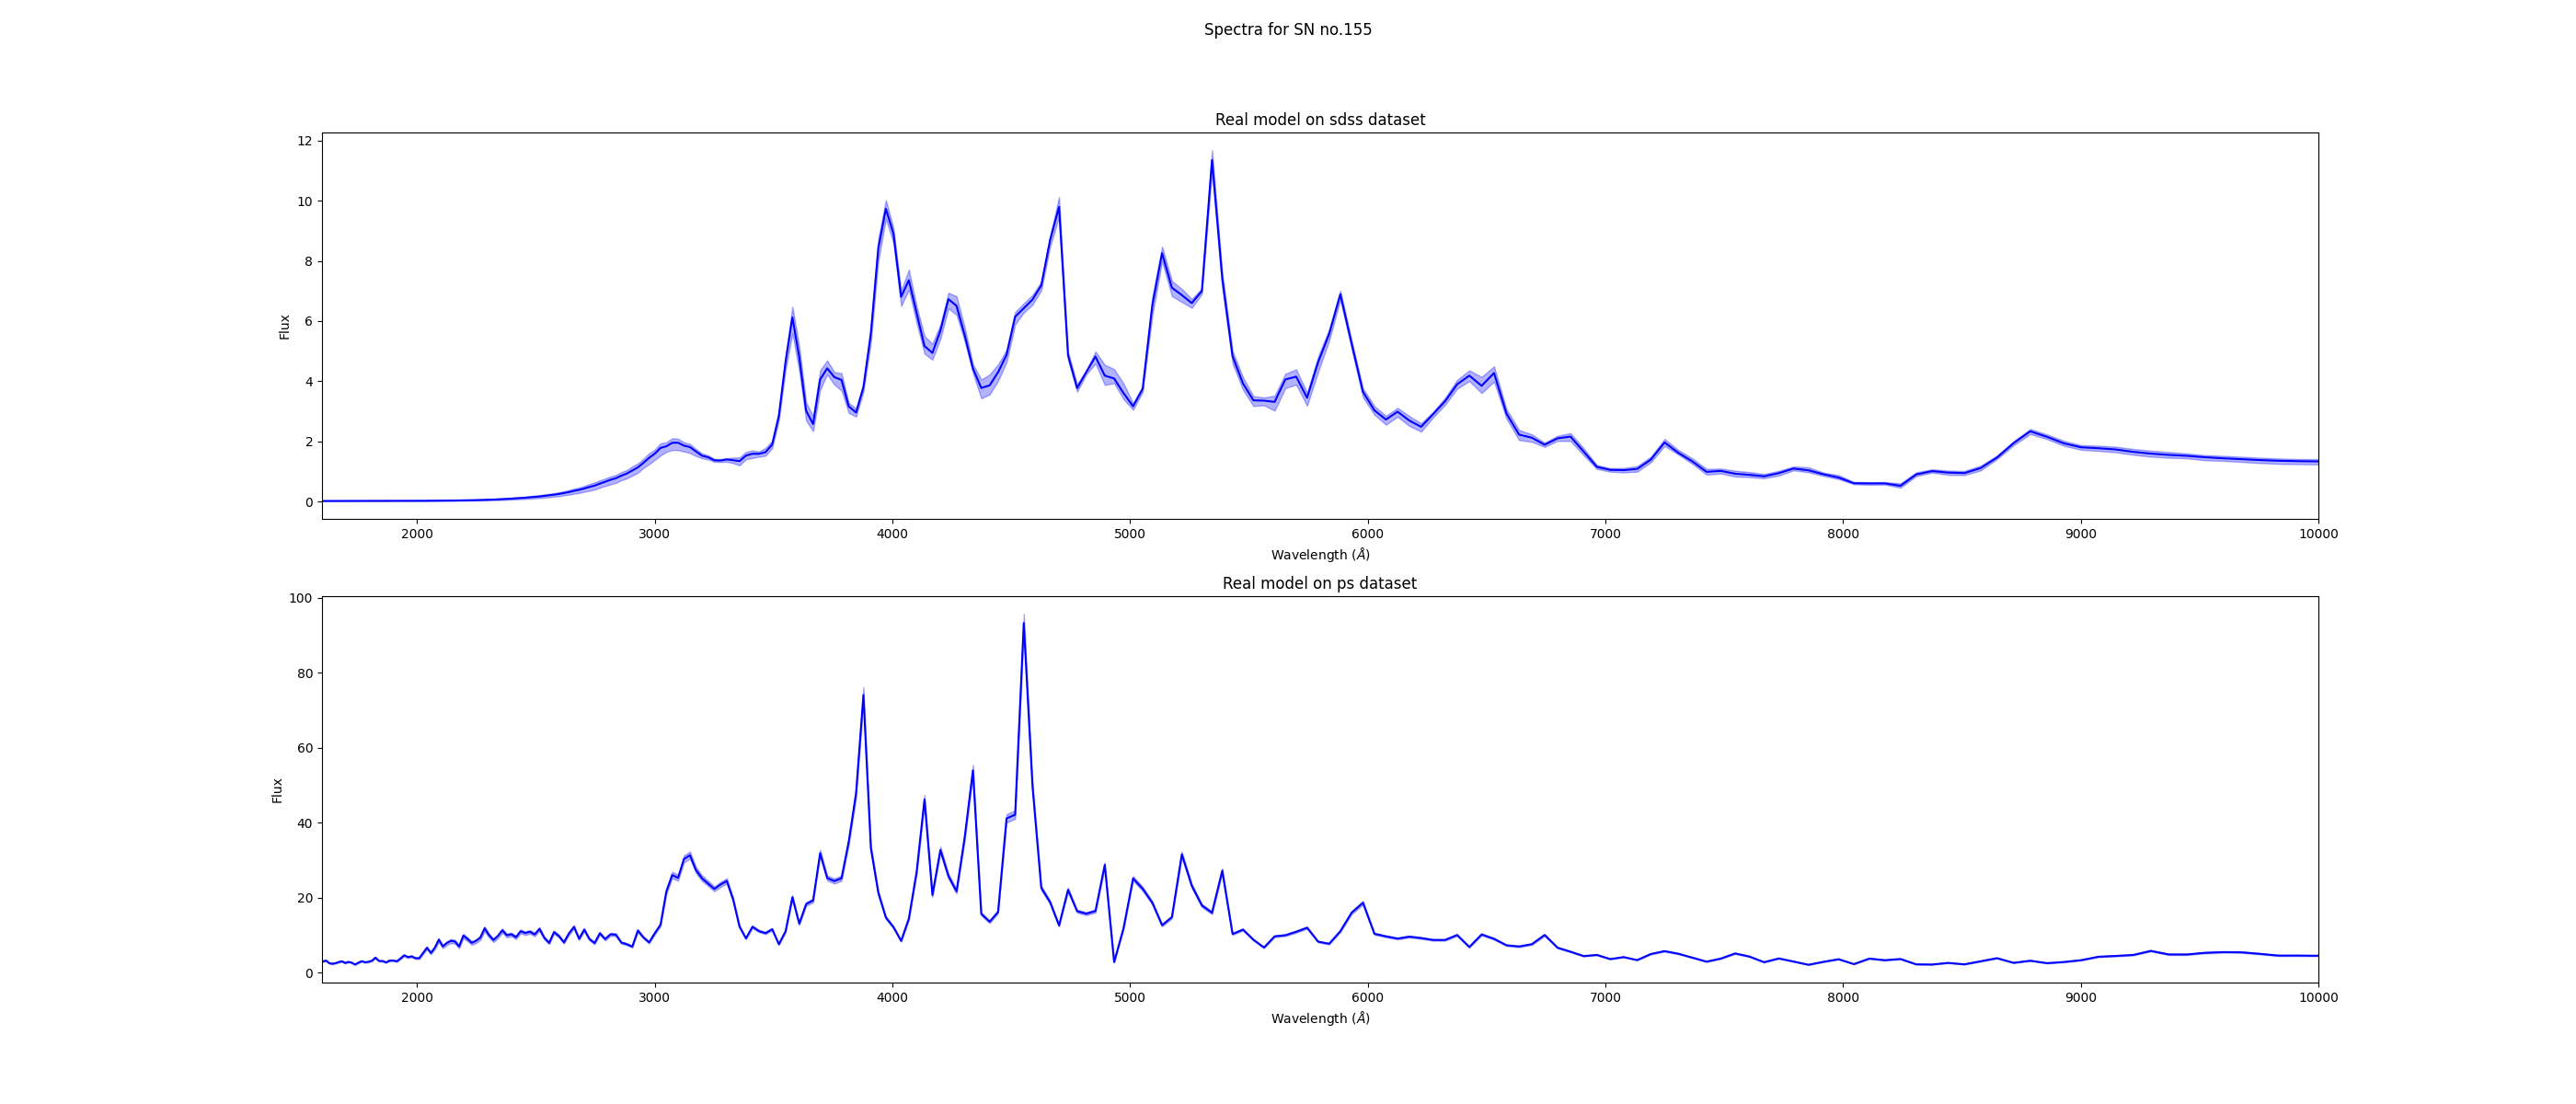 Spectra for SN no.155
Real model on sdss dataset
12
10
8
6
4
2
0
Flux
2000 3000 4000 5000 6000 7000 8000 9000 10000
Wavelength (Å)
Real model on ps dataset
100
80
60
40
20
0
Flux
2000 3000 4000 5000 6000 7000 8000 9000 10000
Wavelength (Å)